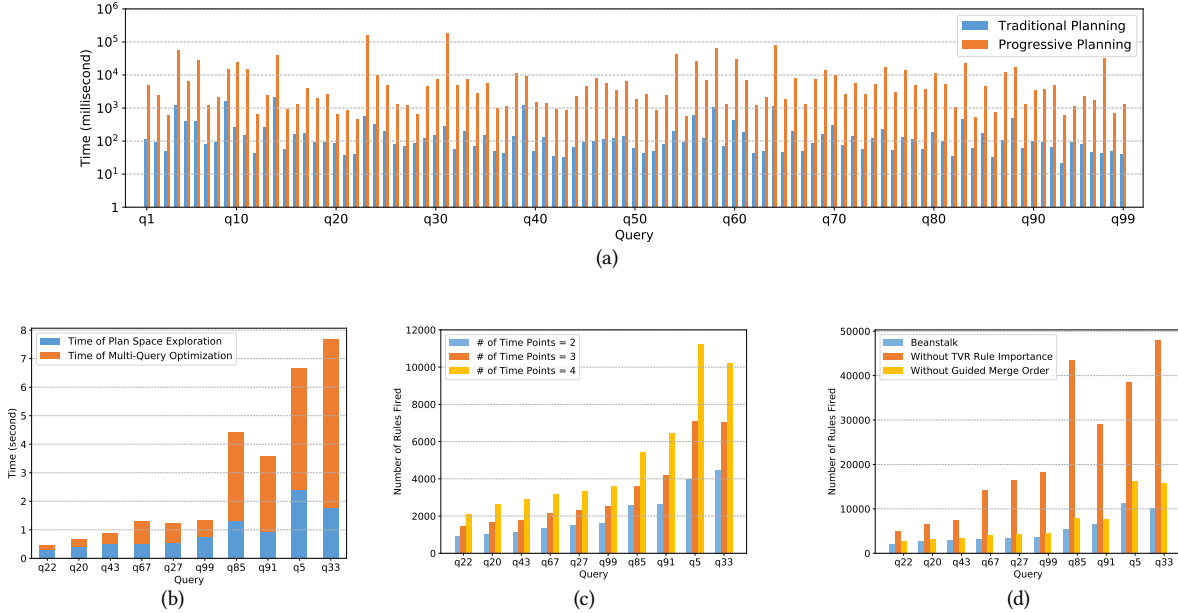 10^6
10^5
10^4
10^3
10^2
10^1
1
Time (millisecond)
Traditional Planning
Progressive Planning
q1 q10 q20 q30 q40 q50 q60 q70 q80 q90 q99
Query
(a)
8
7
6
5
4
3
2
1
0
Time (second)
Time of Plan Space Exploration
Time of Multi-Query Optimization
q22 q20 q43 q67 q27 q99 q85 q91 q5 q33
Query
(b)
12000
10000
8000
6000
4000
2000
0
Number of Rules Fired
# of Time Points = 2
# of Time Points = 3
# of Time Points = 4
q22 q20 q43 q67 q27 q99 q85 q91 q5 q33
Query
(c)
50000
40000
30000
20000
10000
0
Number of Rules Fired
Beanstalk
Without TVR Rule Importance
Without Guided Merge Order
q22 q20 q43 q67 q27 q99 q85 q91 q5 q33
Query
(d)